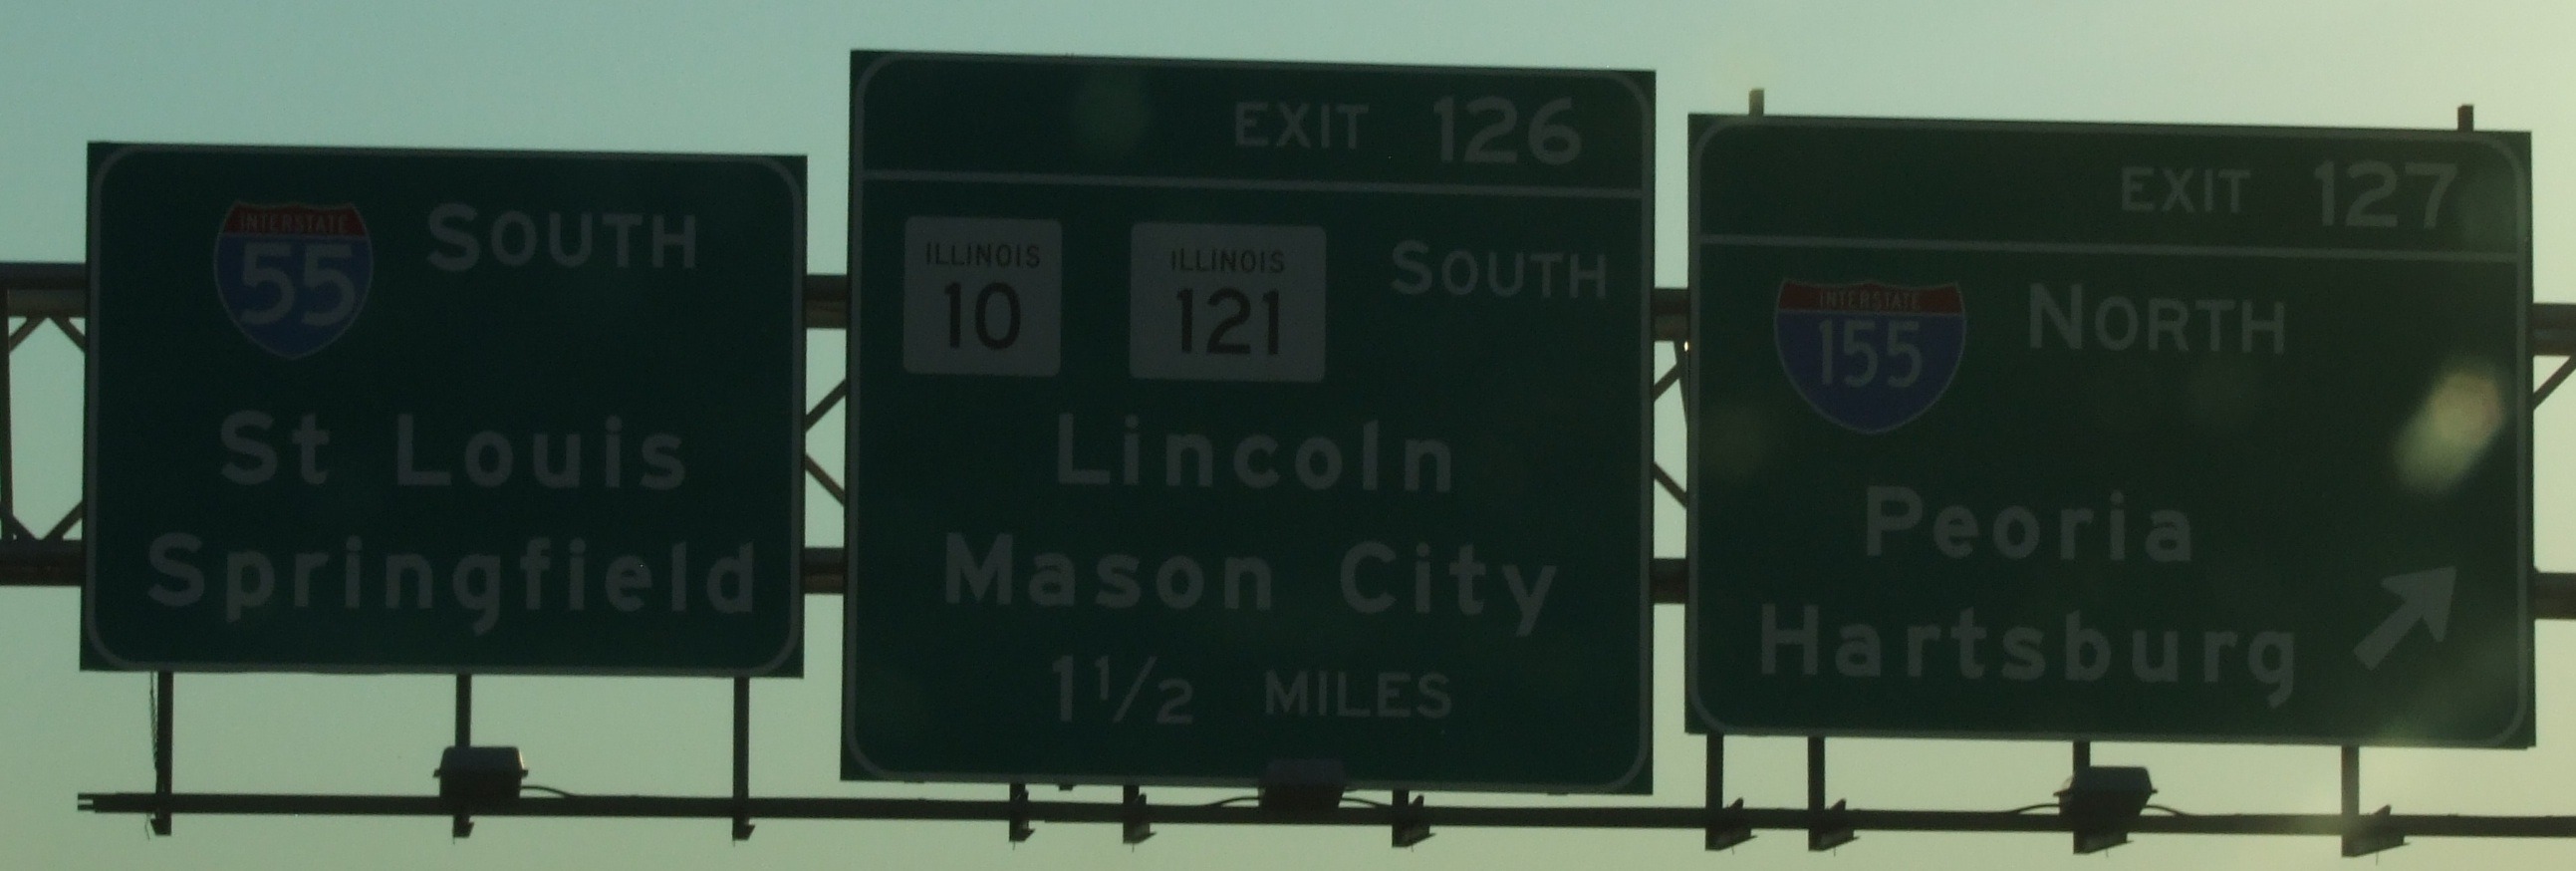 INTERSTATE
55 SOUTH
St Louis
Springfield
EXIT 126
ILLINOIS ILLINOIS
10 121 SOUTH
Lincoln
Mason City
1 1/2 MILES
EXIT 127
INTERSTATE
155 NORTH
Peoria
Hartsburg